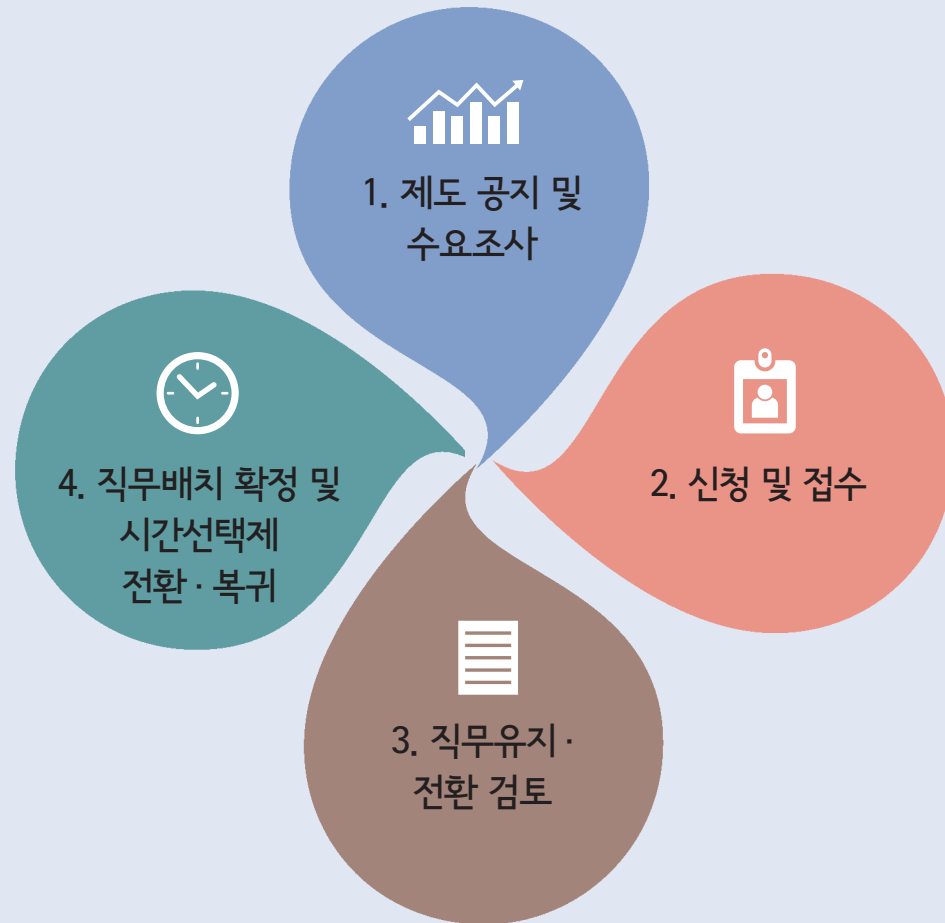 1. 제도 공지 및
수요조사
2. 신청 및 접수
3. 직무유지 ·
전환 검토
4. 직무배치 확정 및
시간선택제
전환 · 복귀